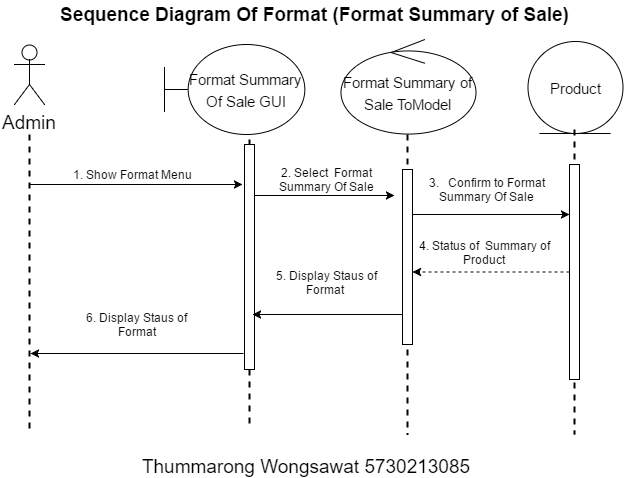 Sequence Diagram Of Format (Format Summary of Sale)
Format Summary
Of Sale GUI
Format Summary of
Sale ToModel
Product
Admin
1. Show Format Menu
2. Select Format
Summary Of Sale
3. Confirm to Format
Summary Of Sale
4. Status of Summary of
Product
5. Display Staus of
Format
6. Display Staus of
Format
Thummarong Wongsawat 5730213085